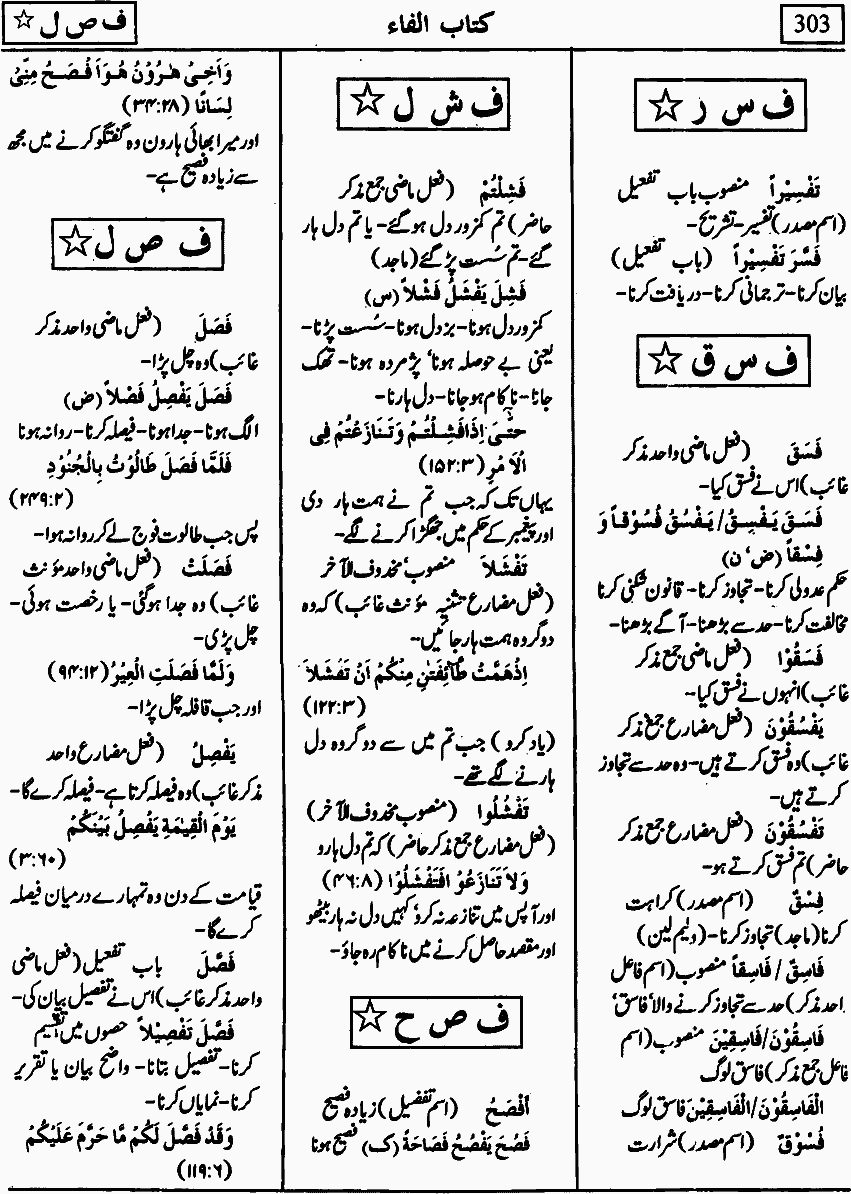 303
کتاب الفاء
ف ص ل ☆
ف س ر ☆
تَفْسِيْراً منصوب باب تفعیل
(اسم مصدر) تفسیر-تشریح-
فَسَّرَ تَفْسِيْراً (باب تفعیل)
بیان کرنا-ترجمانی کرنا-دریافت کرنا-
ف س ق ☆
فَسَقَ (فعل ماضی واحد مذکر
غائب) اس نے فسق کیا-
فَسَقَ يَفْسِقُ/يَفْسُقُ فُسُوْقاً وَ
فِسْقاً (ض‘ ن)
حکم عدولی کرنا-تجاوز کرنا-قانون شکنی کرنا
مخالفت کرنا-حد سے بڑھنا-آگے بڑھنا-
فَسَقُوْا (فعل ماضی جمع مذکر
غائب) انہوں نے فسق کیا-
يَفْسُقُوْنَ (فعل مضارع جمع مذکر
غائب) وہ فسق کرتے ہیں-وہ حد سے تجاوز
کرتے ہیں-
تَفْسُقُوْنَ (فعل مضارع جمع مذکر
حاضر) تم فسق کرتے ہو-
فِسْقٌ (اسم مصدر) کراہت
کرنا (ماجد) تجاوز کرنا-(ولیم لین)
فَاسِقٌ / فَاسِقاً منصوب (اسم فاعل
احد مذکر) حد سے تجاوز کرنے والا‘ فاسق‘
فَاسِقُوْنَ/فَاسِقِيْنَ منصوب (اسم
فاعل جمع مذکر) فاسق لوگ
الْفَاسِقُوْنَ/الْفَاسِقِيْنَ فاسق لوگ
فُسُوْقٌ (اسم مصدر) شرارت
ف ش ل ☆
فَشِلْتُمْ (فعل ماضی جمع مذکر
حاضر) تم کمزور دل ہو گئے- یا تم دل ہار
گئے-تم سُست پڑ گئے (ماجد)
فَشِلَ يَفْشَلُ فَشْلاً (س)
کمزور دل ہونا-بزدل ہونا-سُست پڑنا-
یعنی بے حوصلہ ہونا‘ پژمردہ ہونا-تھک
جانا-ناکام ہو جانا-دل ہارنا-
حَتّٰى اِذَا فَشِلْتُمْ وَتَنَازَعْتُمْ فِى
الْاَمْرِ (۱۵۲:۳)
یہاں تک کہ جب تم نے ہمت ہار دی
اور پیغمبر کے حکم میں جھگڑا کرنے لگے-
تَفْشَلاَ منصوب‘ محذوف الآخر
(فعل مضارع تثنیہ مؤنث غائب) کہ وہ
دو گروہ ہمت ہار جائیں-
اِذْهَمَّتْ طَّآئِفَتٰنِ مِنْكُمْ اَنْ تَفْشَلاَ
(۱۲۲:۳)
(یاد کرو) جب تم میں سے دو گروہ دل
ہارنے لگے تھے-
تَفْشَلُوا (منصوب محذوف الآخر)
(فعل مضارع جمع مذکر حاضر) کہ تم دل ہارو
وَلاَ تَنَازَعُوْ افَتَفْشَلُوْا (۴۶:۸)
اور آپس میں تنازعہ نہ کرو‘ کہیں دل نہ ہار بیٹھو
اور مقصد حاصل کرنے میں ناکام رہ جاؤ-
ف ص ح ☆
أَفْصَحُ (اسم تفضیل) زیادہ فصیح
فَصُحَ يَفْصُحُ فَصَاحَةً (ک) فصیح ہونا
وَاَخِىْ هٰرُوْنُ هُوَاَ فْصَحُ مِنِّىْ
لِسَانًا (۳۴:۲۸)
اور میرا بھائی ہارون وہ گفتگو کرنے میں مجھ
سے زیادہ فصیح ہے-
ف ص ل ☆
فَصَلَ (فعل ماضی واحد مذکر
غائب) وہ چل پڑا-
فَصَلَ يَفْصِلُ فَصْلاً (ض)
الگ ہونا-جدا ہونا-فیصلہ کرنا-روانہ ہونا
فَلَمَّا فَصَلَ طَالُوْتُ بِالْجُنُوْدِ
(۲۴۹:۲)
پس جب طالوت فوج لے کر روانہ ہوا-
فَصَلَتْ (فعل ماضی واحد مؤنث
غائب) وہ جدا ہو گئی- یا رخصت ہوئی-
چل پڑی-
وَلَمَّا فَصَلَتِ الْعِيْرُ (۹۴:۱۲)
اور جب قافلہ چل پڑا-
يَفْصِلُ (فعل مضارع واحد
مذکر غائب) وہ فیصلہ کرتا ہے-فیصلہ کرے گا-
يَوْمَ الْقِيٰمَةِ يَفْصِلُ بَيْنَكُمْ
(۳:۶۰)
قیامت کے دن وہ تمہارے درمیان فیصلہ
کرے گا-
فَصَّلَ باب تفعیل (فعل ماضی
واحد مذکر غائب) اس نے تفصیل بیان کی-
فَصَّلَ تَفْصِيْلاً حصوں میں تقسیم
کرنا-تفصیل بتانا- واضح بیان یا تقریر
کرنا-نمایاں کرنا-
وَقَدْ فَصَّلَ لَكُمْ مَّا حَرَّمَ عَلَيْكُمْ
(۱۱۹:۶)